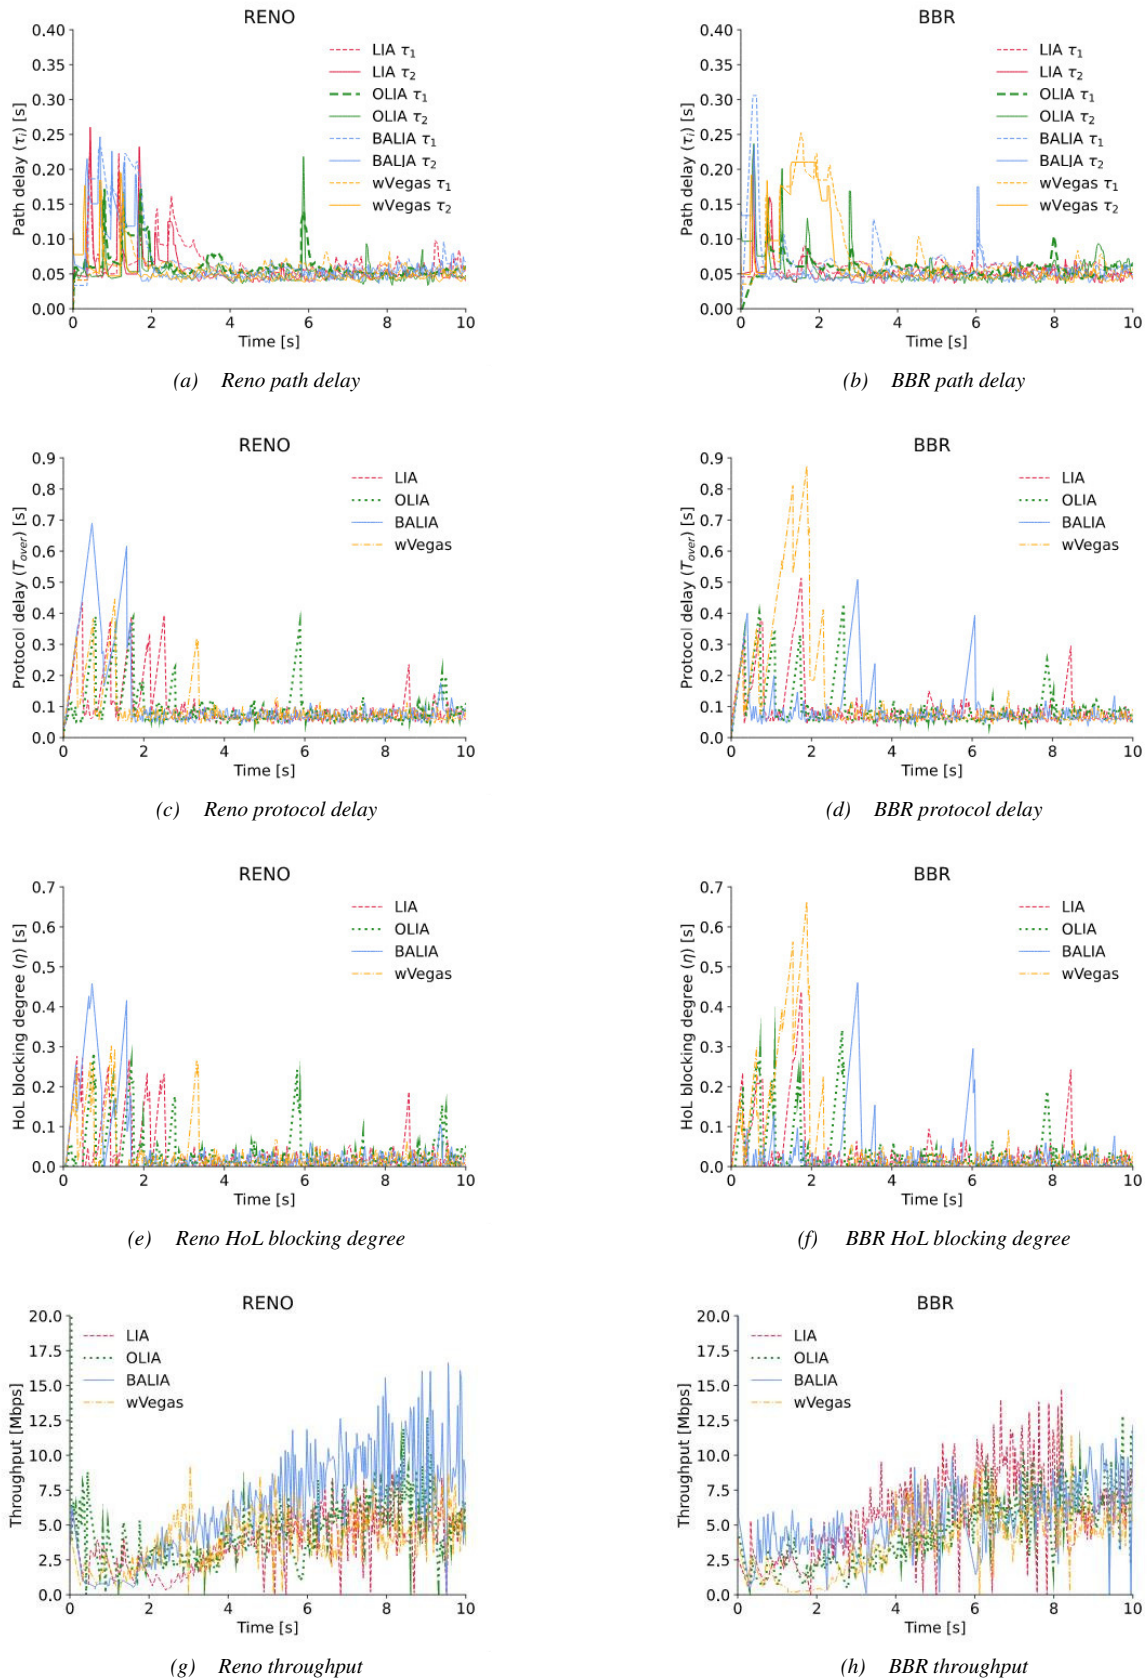 RENO
0.40
0.35
0.30
0.25
0.20
0.15
0.10
0.05
0.00
Path delay (τi) [s]
LIA τ1
LIA τ2
OLIA τ1
OLIA τ2
BALIA τ1
BALIA τ2
wVegas τ1
wVegas τ2
0 2 4 6 8 10
Time [s]
(a) Reno path delay
BBR
0.40
0.35
0.30
0.25
0.20
0.15
0.10
0.05
0.00
Path delay (τi) [s]
LIA τ1
LIA τ2
OLIA τ1
OLIA τ2
BALIA τ1
BALIA τ2
wVegas τ1
wVegas τ2
0 2 4 6 8 10
Time [s]
(b) BBR path delay
RENO
0.9
0.8
0.7
0.6
0.5
0.4
0.3
0.2
0.1
0.0
Protocol delay (Tover) [s]
LIA
OLIA
BALIA
wVegas
0 2 4 6 8 10
Time [s]
(c) Reno protocol delay
BBR
0.9
0.8
0.7
0.6
0.5
0.4
0.3
0.2
0.1
0.0
Protocol delay (Tover) [s]
LIA
OLIA
BALIA
wVegas
0 2 4 6 8 10
Time [s]
(d) BBR protocol delay
RENO
0.7
0.6
0.5
0.4
0.3
0.2
0.1
0.0
HoL blocking degree (η) [s]
LIA
OLIA
BALIA
wVegas
0 2 4 6 8 10
Time [s]
(e) Reno HoL blocking degree
BBR
0.7
0.6
0.5
0.4
0.3
0.2
0.1
0.0
HoL blocking degree (η) [s]
LIA
OLIA
BALIA
wVegas
0 2 4 6 8 10
Time [s]
(f) BBR HoL blocking degree
RENO
20.0
17.5
15.0
12.5
10.0
7.5
5.0
2.5
0.0
Throughput [Mbps]
LIA
OLIA
BALIA
wVegas
0 2 4 6 8 10
Time [s]
(g) Reno throughput
BBR
20.0
17.5
15.0
12.5
10.0
7.5
5.0
2.5
0.0
Throughput [Mbps]
LIA
OLIA
BALIA
wVegas
0 2 4 6 8 10
Time [s]
(h) BBR throughput